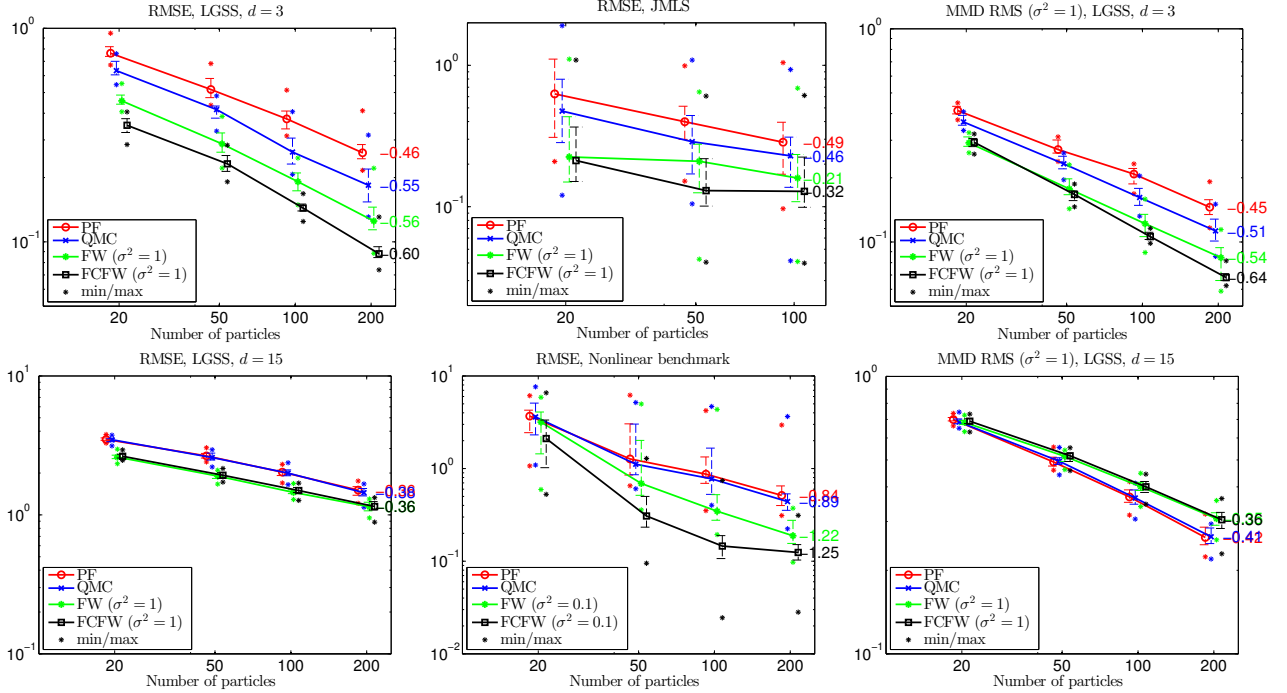 RMSE, LGSS, d = 3
10^0
10^{-1}
−0.46
−0.55
−0.56
−0.60
PF
QMC
FW (σ² = 1)
FCFW (σ² = 1)
min/max
20 50 100 200
Number of particles
RMSE, JMLS
10^0
10^{-1}
−0.49
−0.46
−0.21
−0.32
PF
QMC
FW (σ² = 1)
FCFW (σ² = 1)
min/max
20 50 100
Number of particles
MMD RMS (σ² = 1), LGSS, d = 3
10^0
10^{-1}
−0.45
−0.51
−0.54
−0.64
PF
QMC
FW (σ² = 1)
FCFW (σ² = 1)
min/max
20 50 100 200
Number of particles
RMSE, LGSS, d = 15
10^1
10^0
10^{-1}
−0.38
−0.36
PF
QMC
FW (σ² = 1)
FCFW (σ² = 1)
min/max
20 50 100 200
Number of particles
RMSE, Nonlinear benchmark
10^1
10^0
10^{-1}
10^{-2}
−0.84
−0.89
−1.22
−1.25
PF
QMC
FW (σ² = 0.1)
FCFW (σ² = 0.1)
min/max
20 50 100 200
Number of particles
MMD RMS (σ² = 1), LGSS, d = 15
10^0
10^{-1}
−0.36
−0.41
PF
QMC
FW (σ² = 1)
FCFW (σ² = 1)
min/max
20 50 100 200
Number of particles